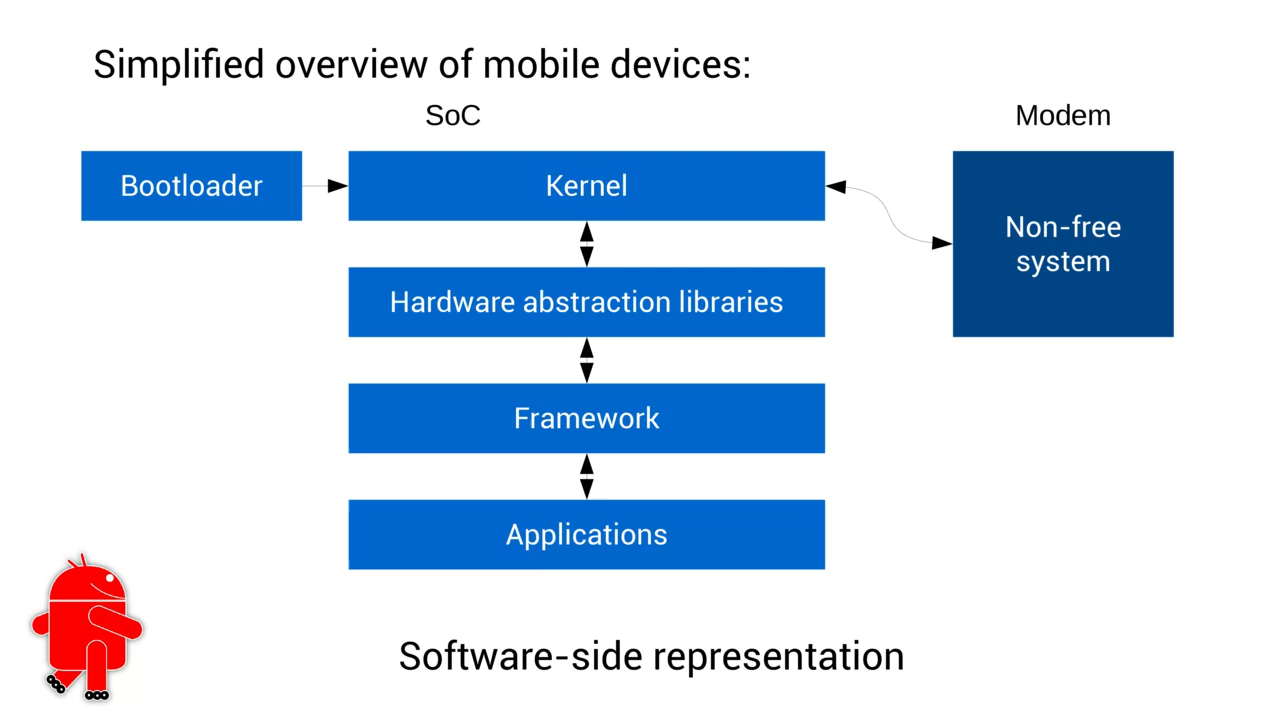 Simplified overview of mobile devices:
SoC
Modem
Bootloader
Kernel
Non-free
system
Hardware abstraction libraries
Framework
Applications
Software-side representation